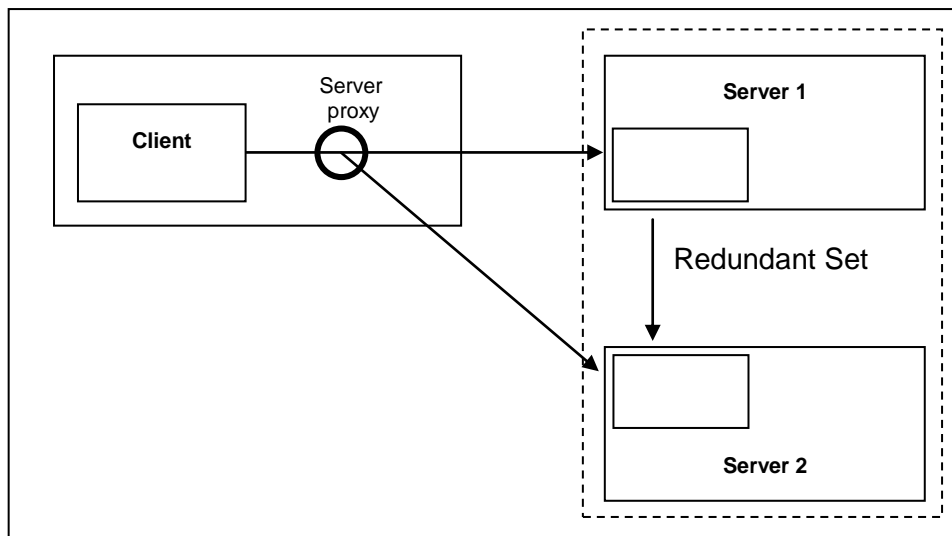 Server
proxy
Client
Server 1
Redundant Set
Server 2